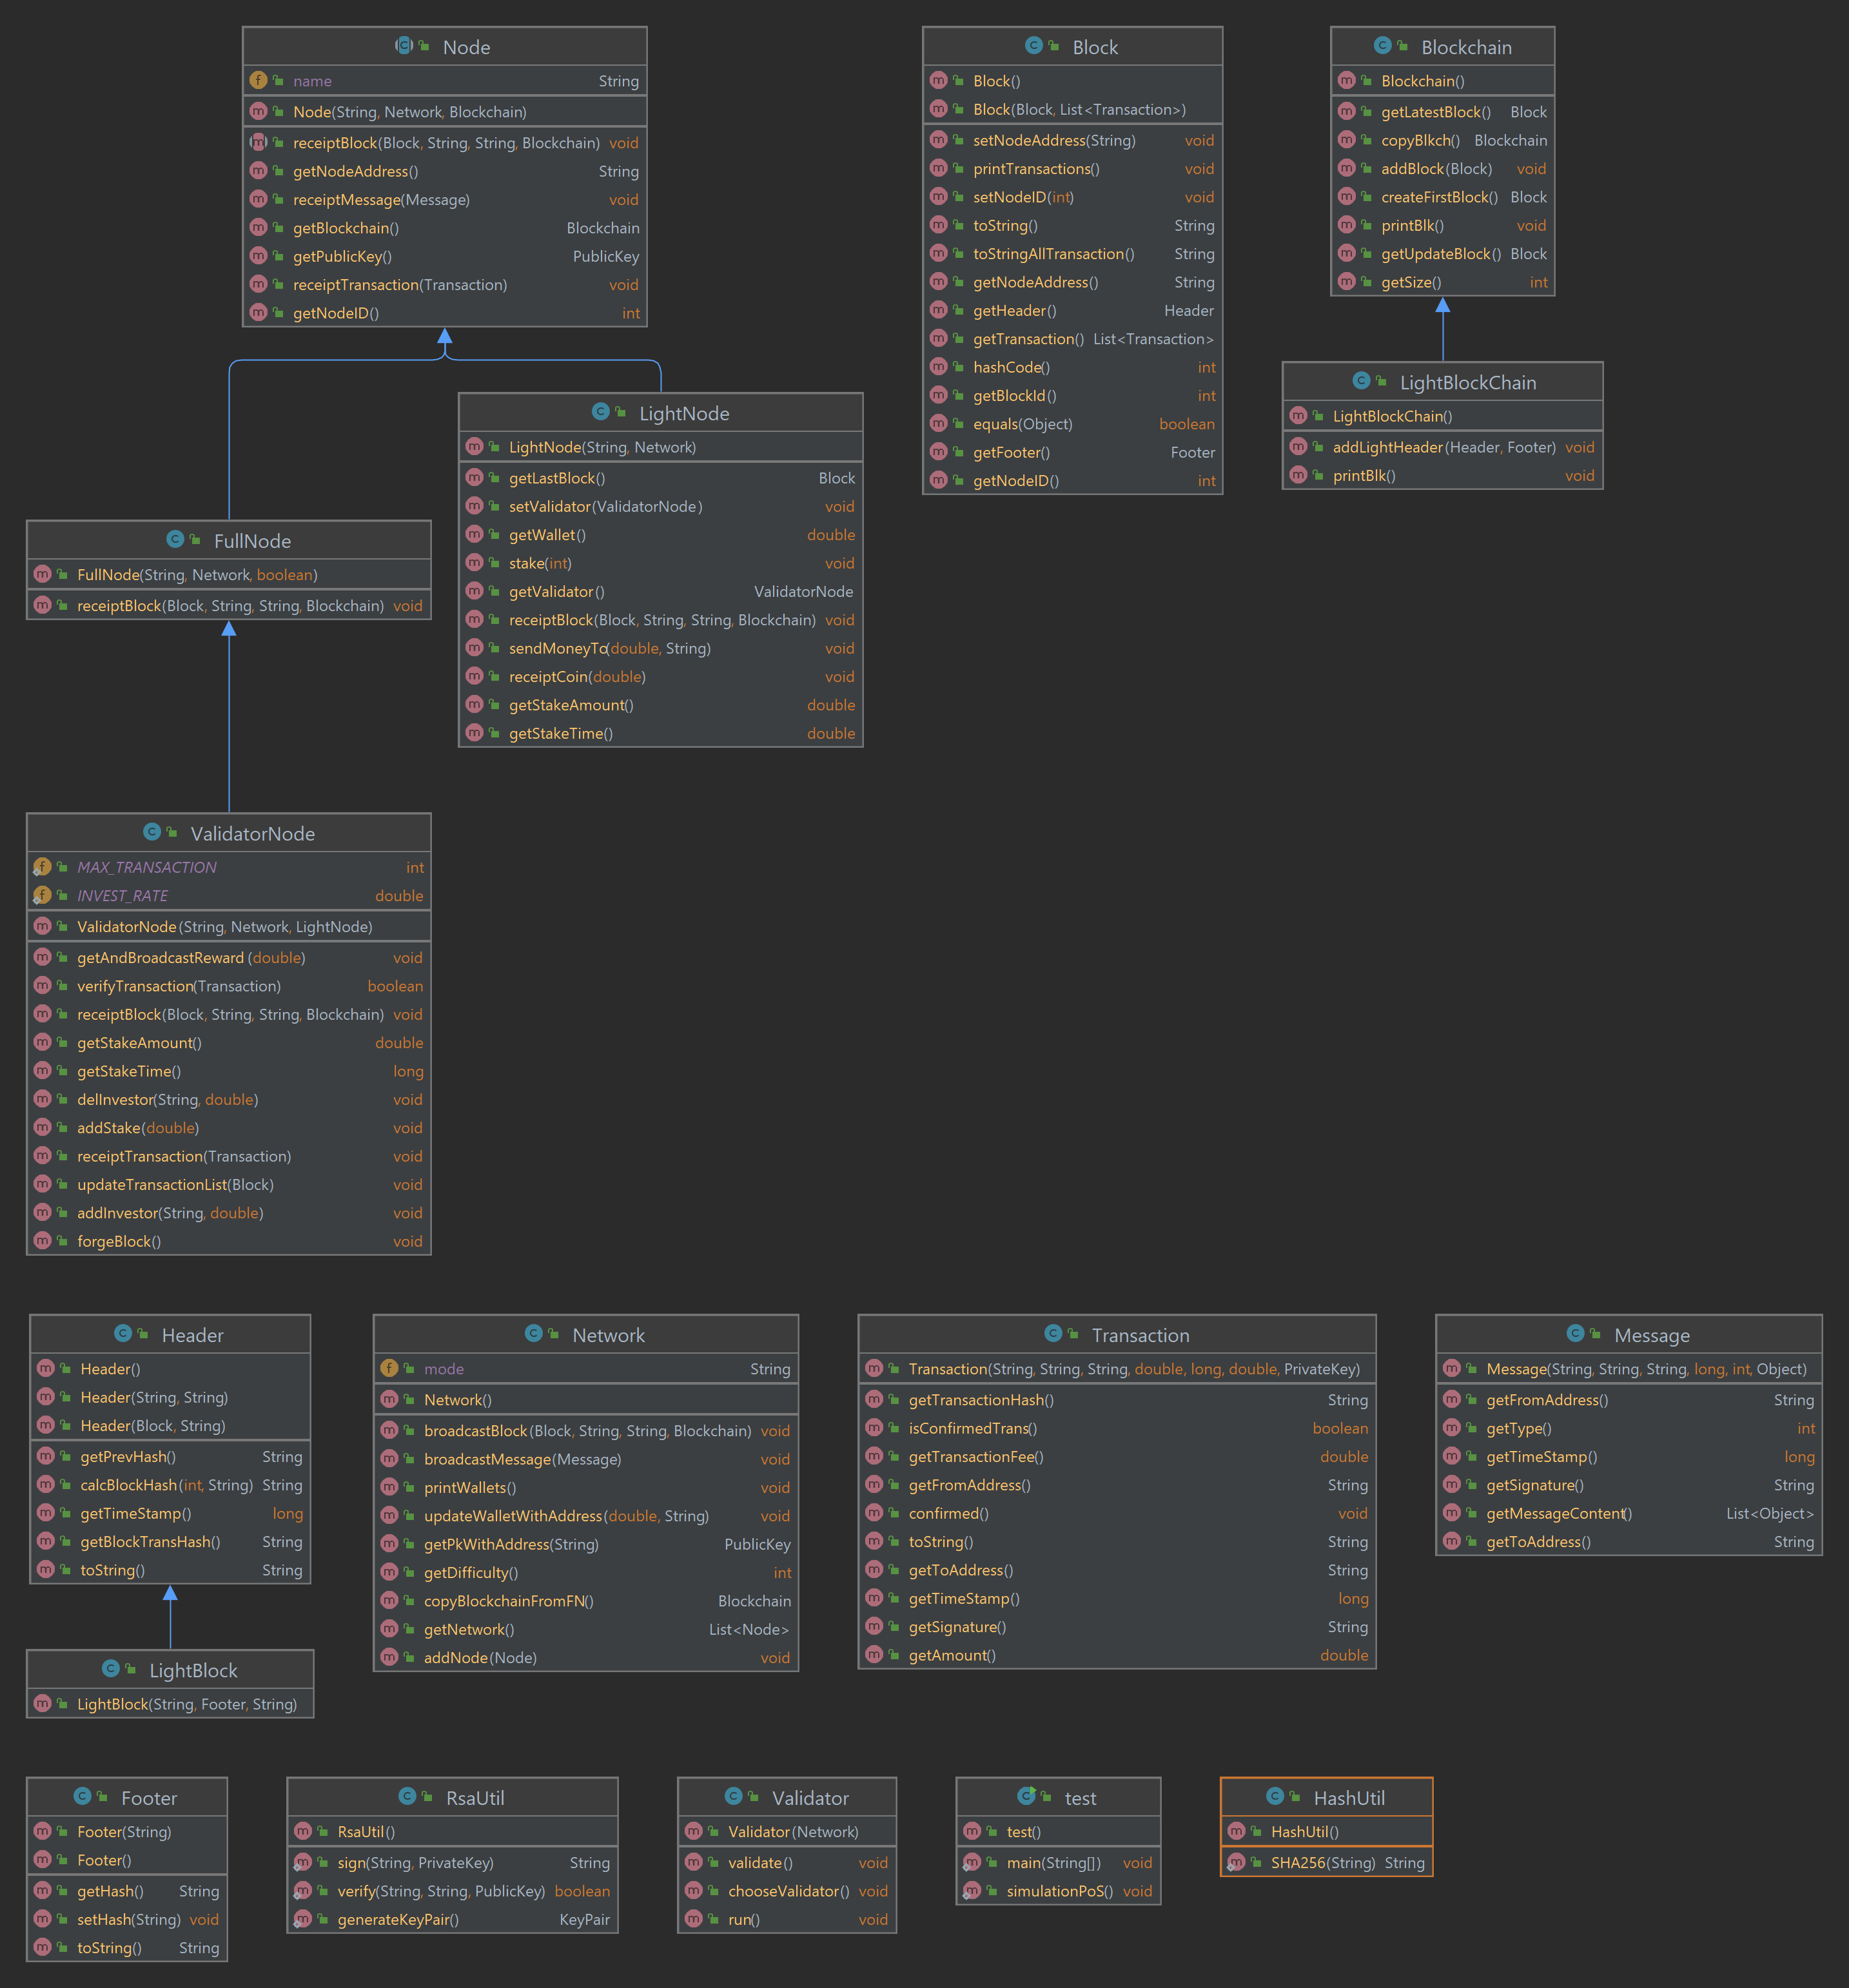 Node
name String
Node(String, Network, Blockchain)
receiptBlock(Block, String, String, Blockchain) void
getNodeAddress() String
receiptMessage(Message) void
getBlockchain() Blockchain
getPublicKey() PublicKey
receiptTransaction(Transaction) void
getNodeID() int
Block
Block()
Block(Block, List<Transaction>)
setNodeAddress(String) void
printTransactions() void
setNodeID(int) void
toString() String
toStringAllTransaction() String
getNodeAddress() String
getHeader() Header
getTransaction() List<Transaction>
hashCode() int
getBlockId() int
equals(Object) boolean
getFooter() Footer
getNodeID() int
Blockchain
Blockchain()
getLatestBlock() Block
copyBlkch() Blockchain
addBlock(Block) void
createFirstBlock() Block
printBlk() void
getUpdateBlock() Block
getSize() int
LightBlockChain
LightBlockChain()
addLightHeader(Header, Footer) void
printBlk() void
LightNode
LightNode(String, Network)
getLastBlock() Block
setValidator(ValidatorNode) void
getWallet() double
stake(int) void
getValidator() ValidatorNode
receiptBlock(Block, String, String, Blockchain) void
sendMoneyTo(double, String) void
receiptCoin(double) void
getStakeAmount() double
getStakeTime() double
FullNode
FullNode(String, Network, boolean)
receiptBlock(Block, String, String, Blockchain) void
ValidatorNode
MAX_TRANSACTION int
INVEST_RATE double
ValidatorNode(String, Network, LightNode)
getAndBroadcastReward(double) void
verifyTransaction(Transaction) boolean
receiptBlock(Block, String, String, Blockchain) void
getStakeAmount() double
getStakeTime() long
delInvestor(String, double) void
addStake(double) void
receiptTransaction(Transaction) void
updateTransactionList(Block) void
addInvestor(String, double) void
forgeBlock() void
Header
Header()
Header(String, String)
Header(Block, String)
getPrevHash() String
calcBlockHash(int, String) String
getTimeStamp() long
getBlockTransHash() String
toString() String
LightBlock
LightBlock(String, Footer, String)
Network
mode String
Network()
broadcastBlock(Block, String, String, Blockchain) void
broadcastMessage(Message) void
printWallets() void
updateWalletWithAddress(double, String) void
getPkWithAddress(String) PublicKey
getDifficulty() int
copyBlockchainFromFN() Blockchain
getNetwork() List<Node>
addNode(Node) void
Transaction
Transaction(String, String, String, double, long, double, PrivateKey)
getTransactionHash() String
isConfirmedTrans() boolean
getTransactionFee() double
getFromAddress() String
confirmed() void
toString() String
getToAddress() String
getTimeStamp() long
getSignature() String
getAmount() double
Message
Message(String, String, String, long, int, Object)
getFromAddress() String
getType() int
getTimeStamp() long
getSignature() String
getMessageContent() List<Object>
getToAddress() String
Footer
Footer(String)
Footer()
getHash() String
setHash(String) void
toString() String
RsaUtil
RsaUtil()
sign(String, PrivateKey) String
verify(String, String, PublicKey) boolean
generateKeyPair() KeyPair
Validator
Validator(Network)
validate() void
chooseValidator() void
run() void
test
test()
main(String[]) void
simulationPoS() void
HashUtil
HashUtil()
SHA256(String) String